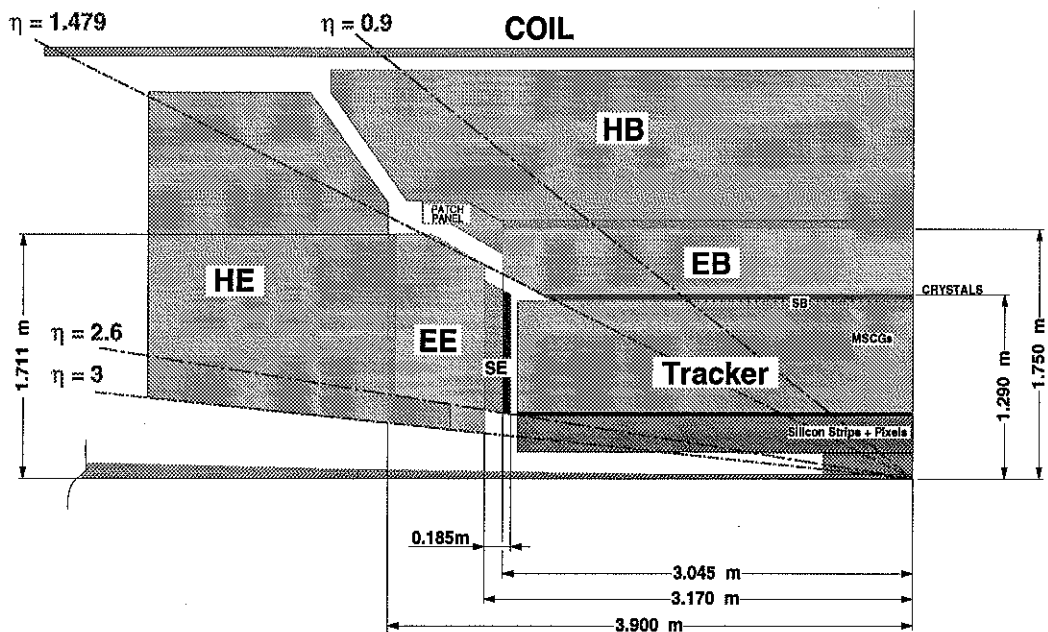 η = 1.479
η = 0.9
COIL
HB
PATCH
PANEL
HE
EB
CRYSTALS
SB
MSCGs
EE
SE
η = 2.6
η = 3
Tracker
1.711 m
1.290 m
1.750 m
Silicon Strips + Pixels
0.185m
3.045 m
3.170 m
3.900 m